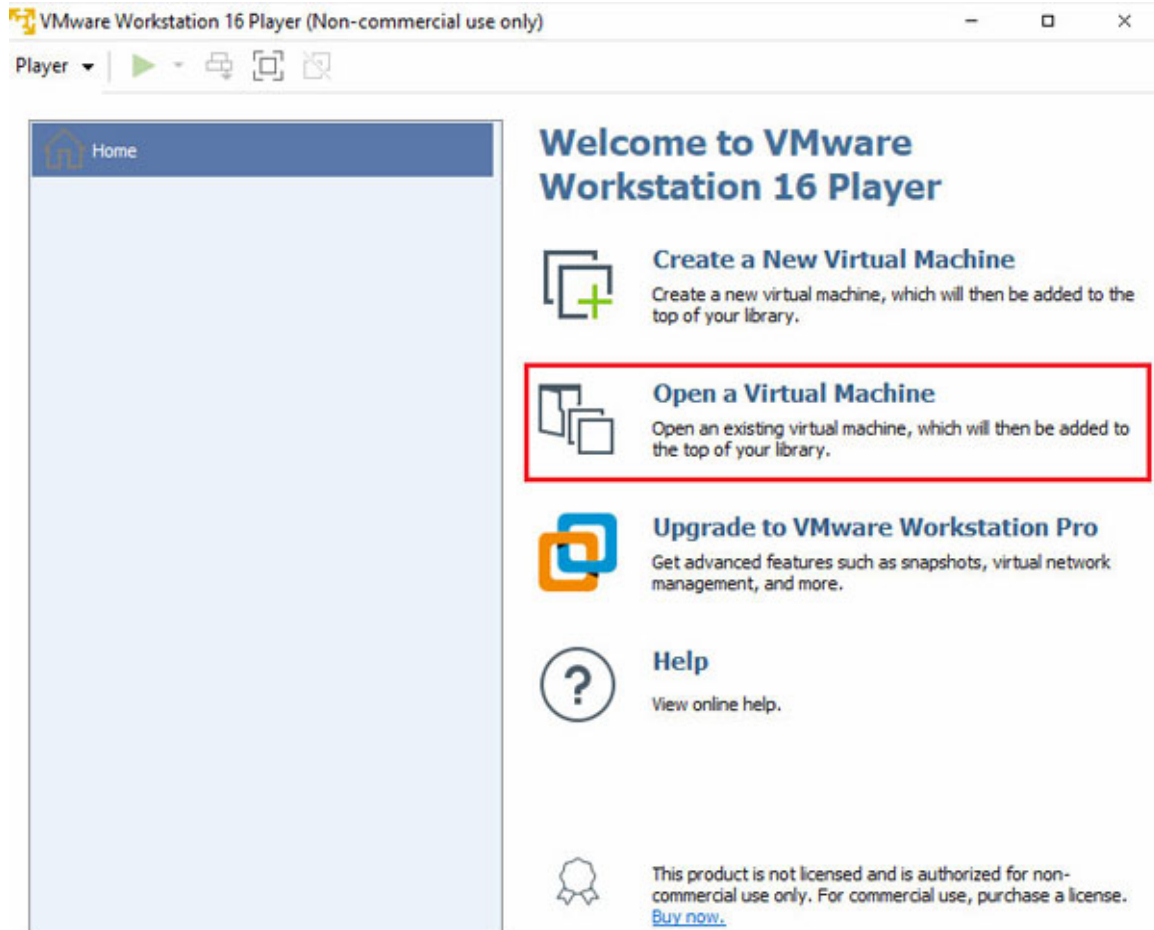 VMware Workstation 16 Player (Non-commercial use only)
Player
Home
Welcome to VMware
Workstation 16 Player
Create a New Virtual Machine
Create a new virtual machine, which will then be added to the
top of your library.
Open a Virtual Machine
Open an existing virtual machine, which will then be added to
the top of your library.
Upgrade to VMware Workstation Pro
Get advanced features such as snapshots, virtual network
management, and more.
Help
View online help.
This product is not licensed and is authorized for non-
commercial use only. For commercial use, purchase a license.
Buy now.